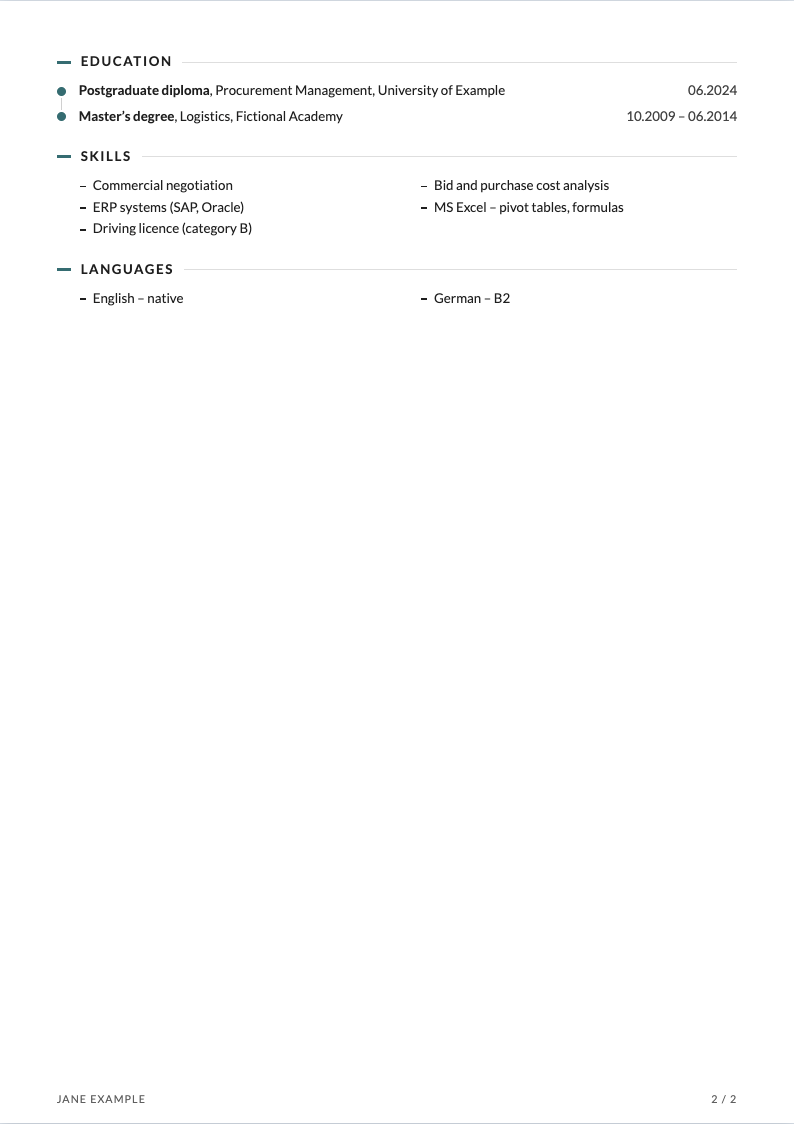 EDUCATION
Postgraduate diploma, Procurement Management, University of Example 06.2024
Master’s degree, Logistics, Fictional Academy 10.2009 – 06.2014
SKILLS
– Commercial negotiation
– ERP systems (SAP, Oracle)
– Driving licence (category B)
– Bid and purchase cost analysis
– MS Excel – pivot tables, formulas
LANGUAGES
– English – native
– German – B2
JANE EXAMPLE 2 / 2